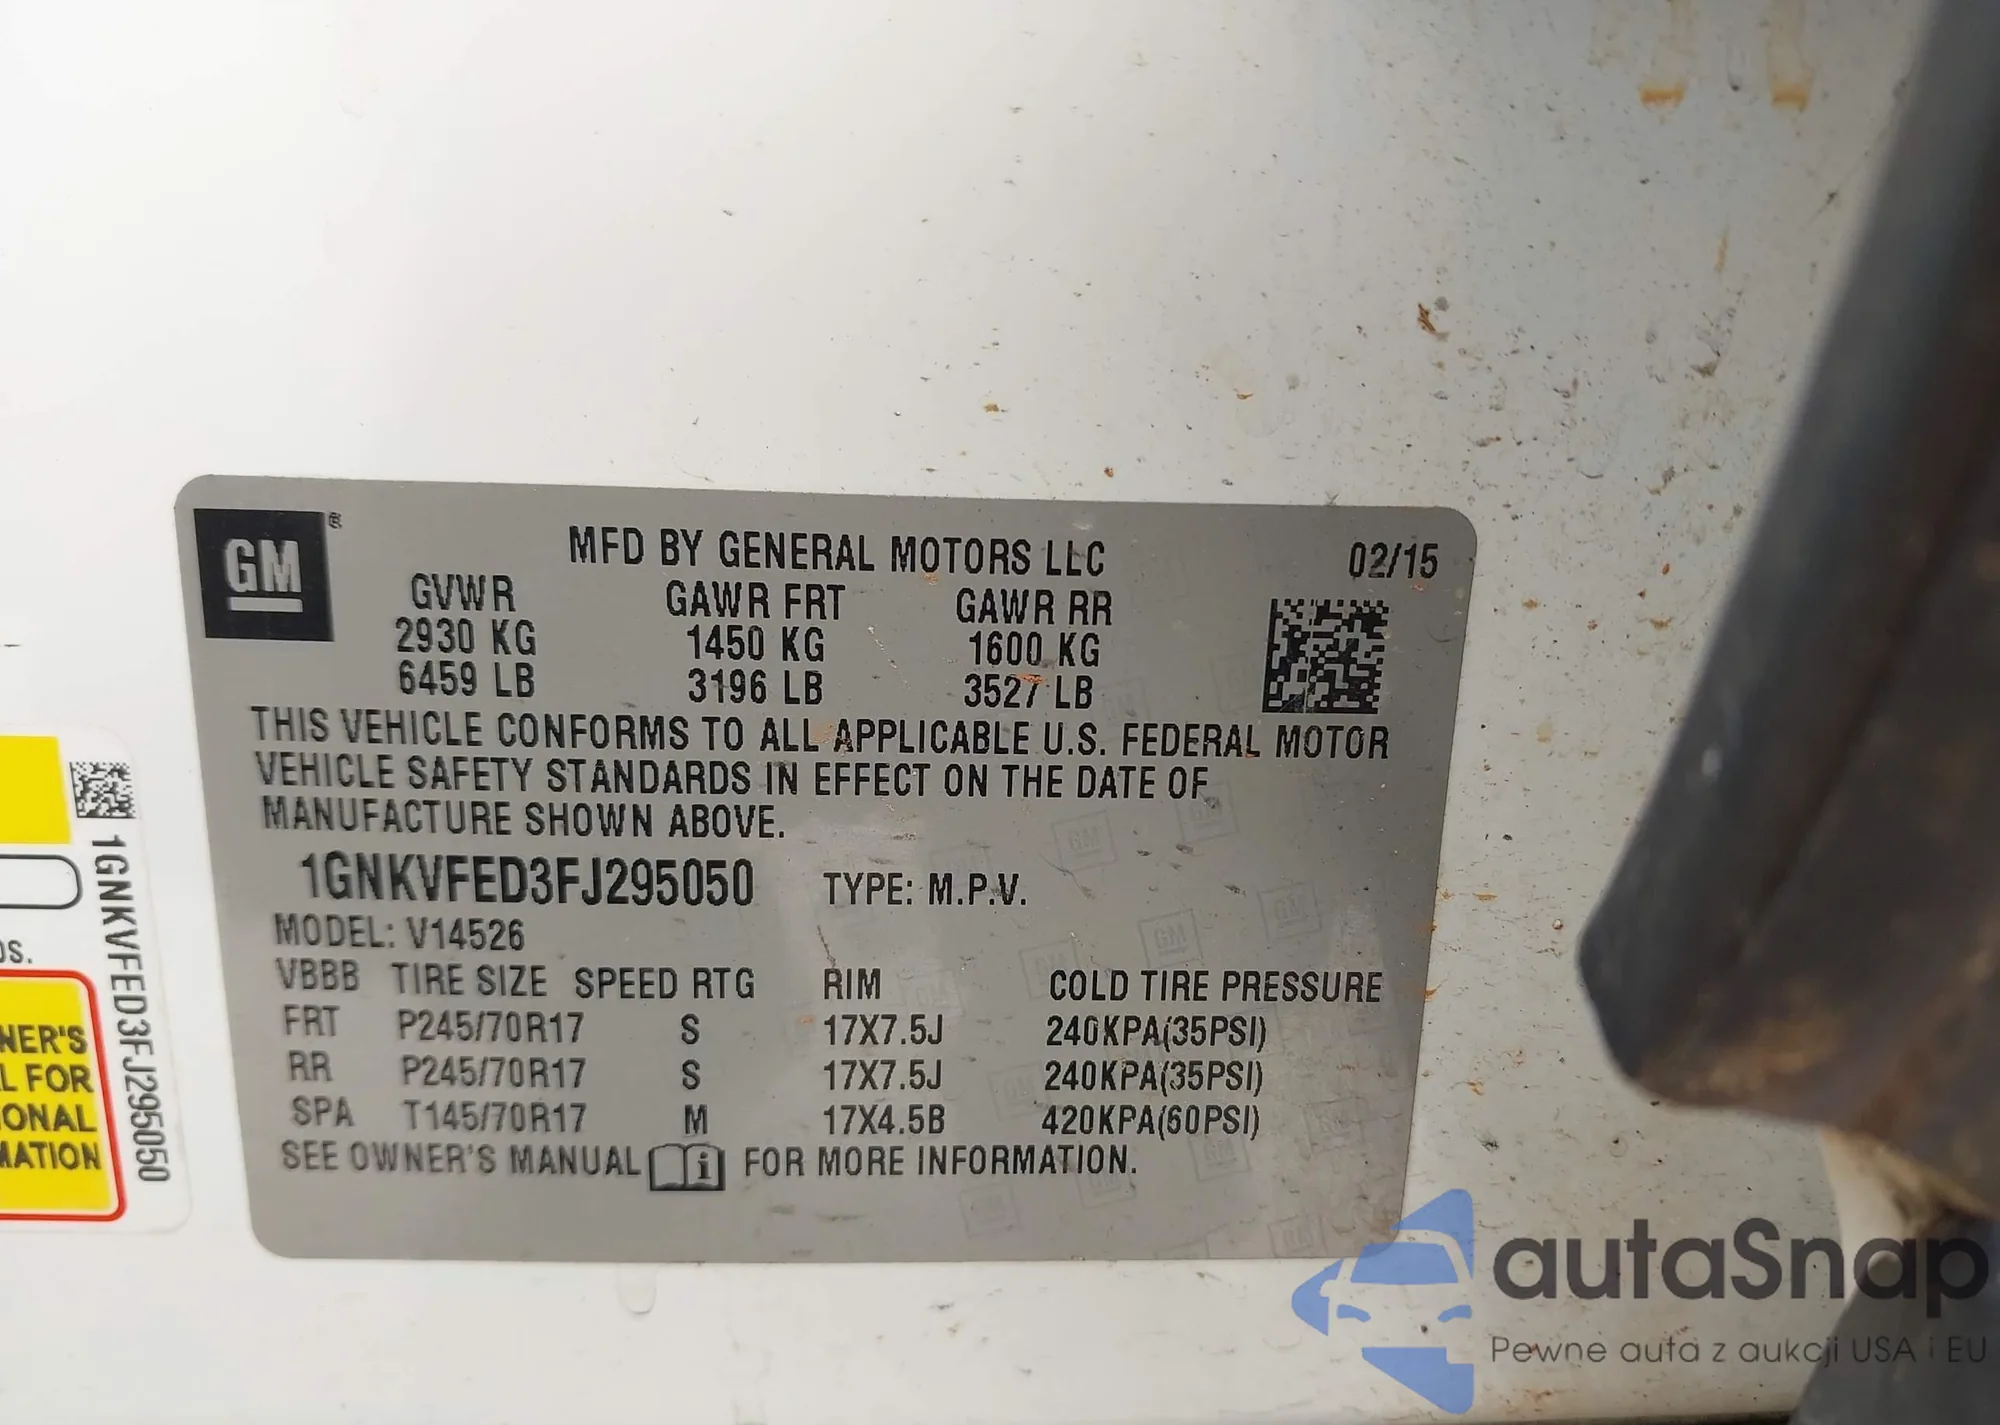 GM ®
MFD BY GENERAL MOTORS LLC 02/15
GVWR GAWR FRT GAWR RR
2930 KG 1450 KG 1600 KG
6459 LB 3196 LB 3527 LB
THIS VEHICLE CONFORMS TO ALL APPLICABLE U.S. FEDERAL MOTOR
VEHICLE SAFETY STANDARDS IN EFFECT ON THE DATE OF
MANUFACTURE SHOWN ABOVE.
1GNKVFED3FJ295050 TYPE: M.P.V.
MODEL: V14526
VBBB TIRE SIZE SPEED RTG RIM COLD TIRE PRESSURE
FRT P245/70R17 S 17X7.5J 240KPA(35PSI)
RR P245/70R17 S 17X7.5J 240KPA(35PSI)
SPA T145/70R17 M 17X4.5B 420KPA(60PSI)
SEE OWNER'S MANUAL i FOR MORE INFORMATION.
1GNKVFED3FJ295050
NER'S
L FOR
IONAL
MATION
autaSnap
Pewne auta z aukcji USA i EU